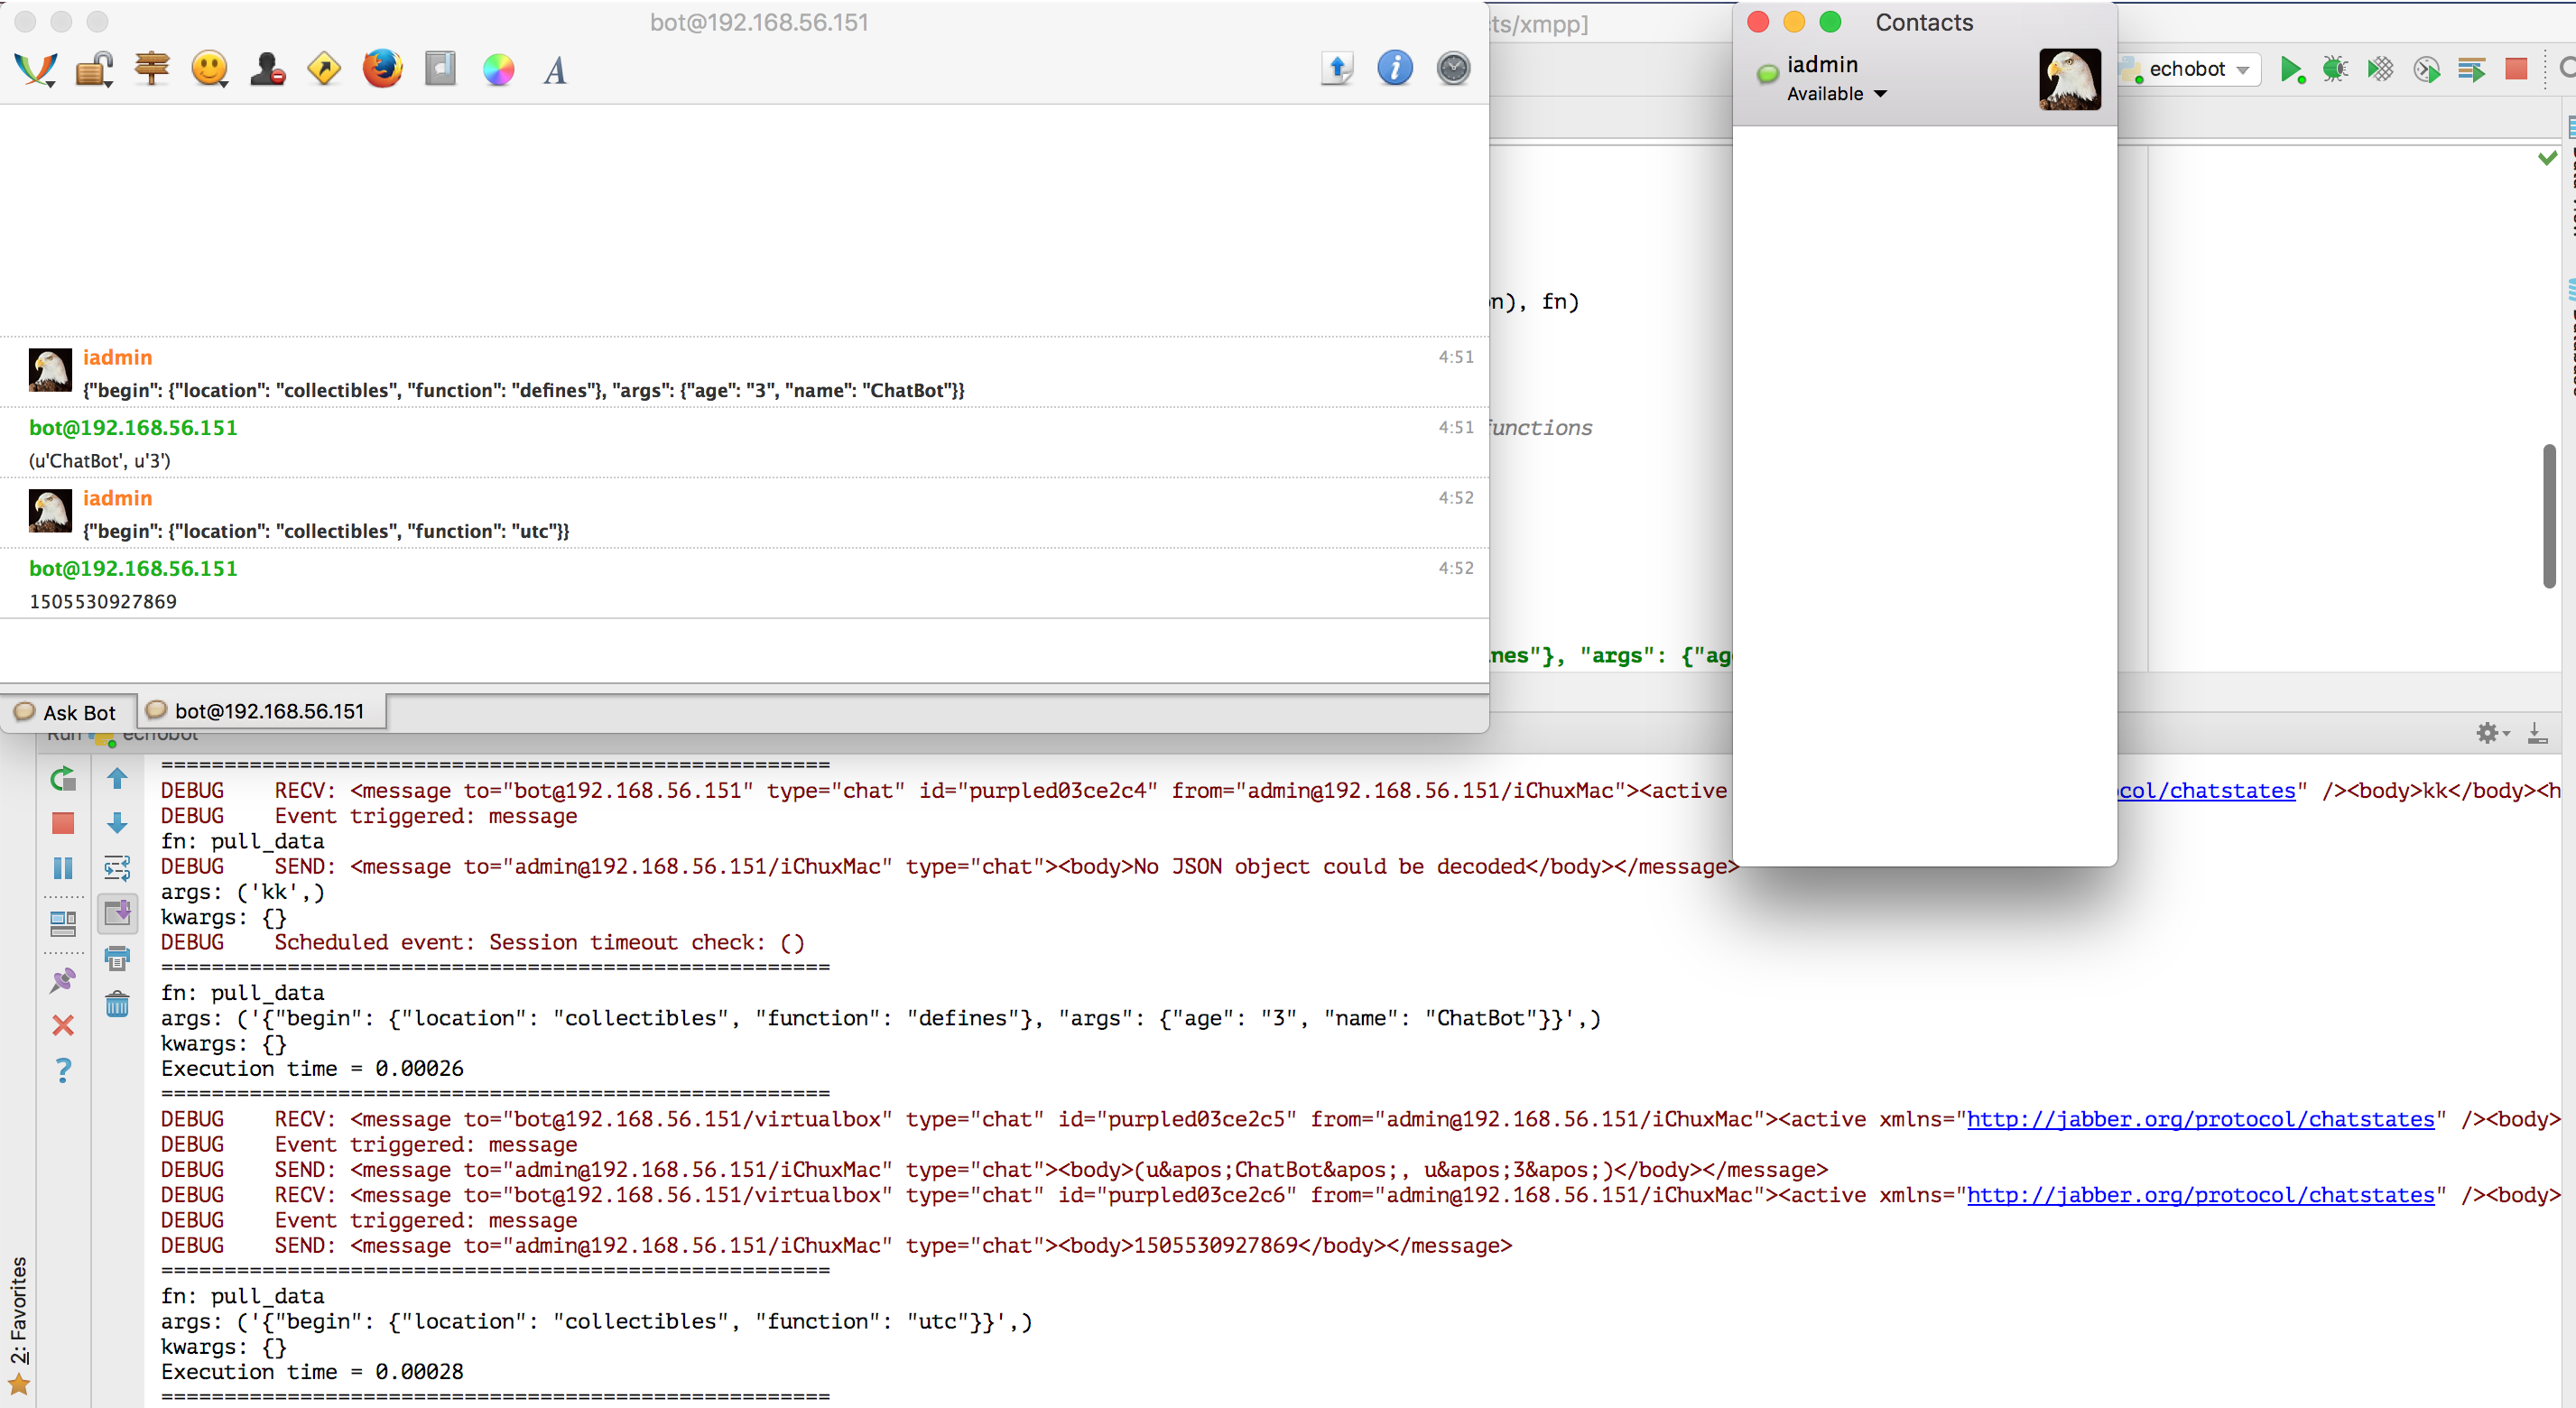 bot@192.168.56.151
iadmin
4:51
{"begin": {"location": "collectibles", "function": "defines"}, "args": {"age": "3", "name": "ChatBot"}}
bot@192.168.56.151
4:51
(u'ChatBot', u'3')
iadmin
4:52
{"begin": {"location": "collectibles", "function": "utc"}}
bot@192.168.56.151
4:52
1505530927869
Ask Bot
bot@192.168.56.151
ts/xmpp]
Contacts
iadmin
Available
echobot
n), fn)
functions
nes"}, "args": {"ag
Run echobot
==================================================
DEBUG RECV: <message to="bot@192.168.56.151" type="chat" id="purpled03ce2c4" from="admin@192.168.56.151/iChuxMac"><active col/chatstates" /><body>kk</body><h
DEBUG Event triggered: message
fn: pull_data
DEBUG SEND: <message to="admin@192.168.56.151/iChuxMac" type="chat"><body>No JSON object could be decoded</body></message>
args: ('kk',)
kwargs: {}
DEBUG Scheduled event: Session timeout check: ()
==================================================
fn: pull_data
args: ('{"begin": {"location": "collectibles", "function": "defines"}, "args": {"age": "3", "name": "ChatBot"}}',)
kwargs: {}
Execution time = 0.00026
==================================================
DEBUG RECV: <message to="bot@192.168.56.151/virtualbox" type="chat" id="purpled03ce2c5" from="admin@192.168.56.151/iChuxMac"><active xmlns="http://jabber.org/protocol/chatstates" /><body>
DEBUG Event triggered: message
DEBUG SEND: <message to="admin@192.168.56.151/iChuxMac" type="chat"><body>(u&apos;ChatBot&apos;, u&apos;3&apos;)</body></message>
DEBUG RECV: <message to="bot@192.168.56.151/virtualbox" type="chat" id="purpled03ce2c6" from="admin@192.168.56.151/iChuxMac"><active xmlns="http://jabber.org/protocol/chatstates" /><body>
DEBUG Event triggered: message
DEBUG SEND: <message to="admin@192.168.56.151/iChuxMac" type="chat"><body>1505530927869</body></message>
==================================================
fn: pull_data
args: ('{"begin": {"location": "collectibles", "function": "utc"}}',)
kwargs: {}
Execution time = 0.00028
==================================================
2: Favorites